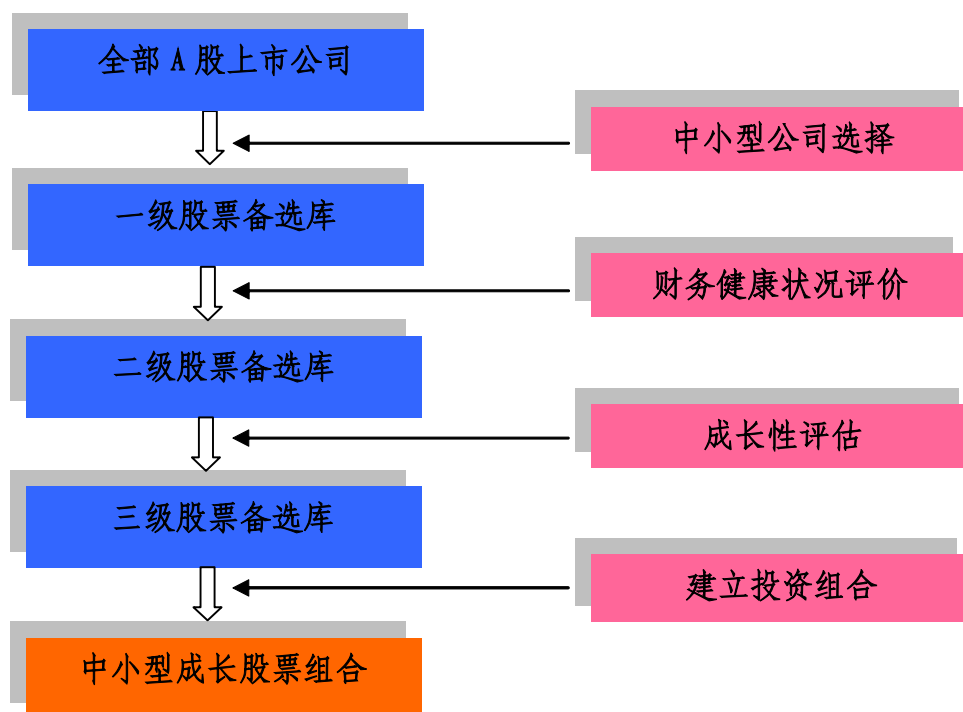 全部 A 股上市公司
中小型公司选择
一级股票备选库
财务健康状况评价
二级股票备选库
成长性评估
三级股票备选库
建立投资组合
中小型成长股票组合